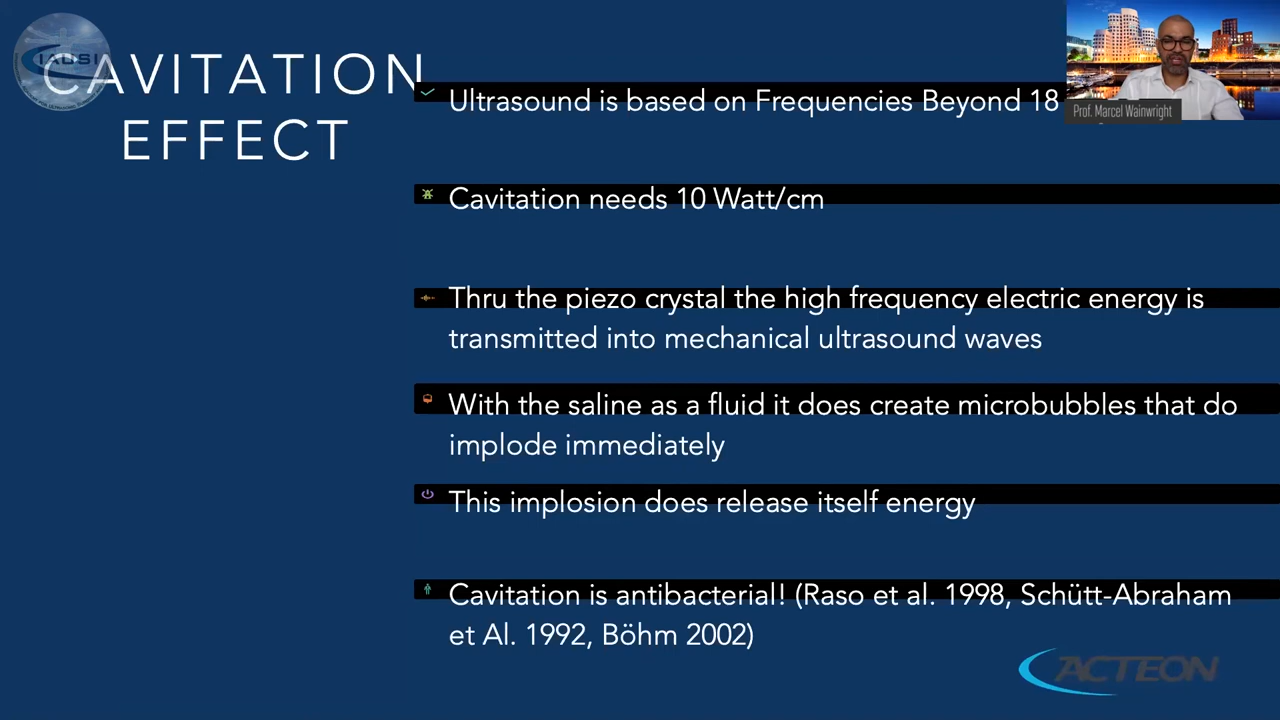 CAVITATION
EFFECT
IAUSI
Ultrasound is based on Frequencies Beyond 18
Prof. Marcel Wainwright
Cavitation needs 10 Watt/cm
Thru the piezo crystal the high frequency electric energy is
transmitted into mechanical ultrasound waves
With the saline as a fluid it does create microbubbles that do
implode immediately
This implosion does release itself energy
Cavitation is antibacterial! (Raso et al. 1998, Schütt-Abraham
et Al. 1992, Böhm 2002)
ACTEON